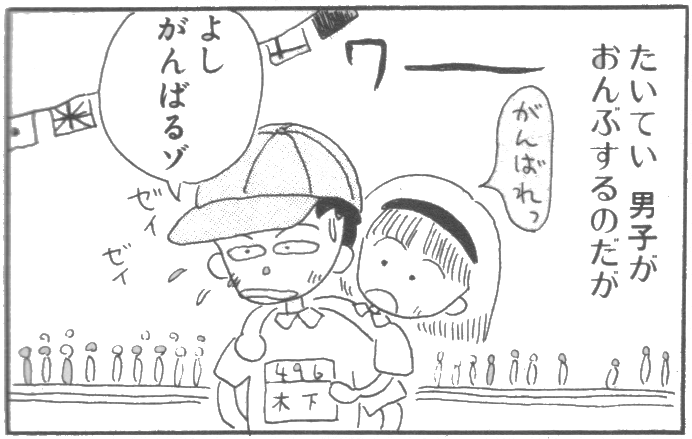 たいてい 男子が
おんぶするのだが
ワー
がんばれっ
よし
がんばるゾ
ゼイ
ゼイ
496
木下